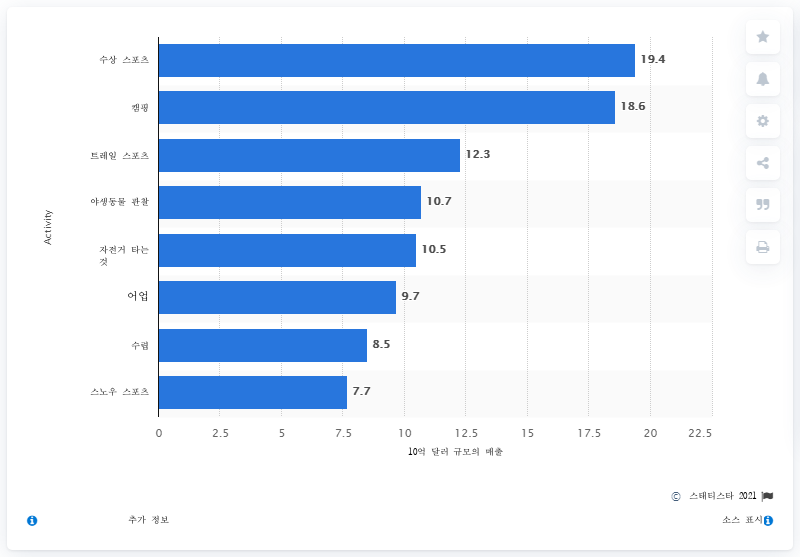 수상 스포츠
19.4
캠핑
18.6
트레일 스포츠
12.3
야생동물 관찰
10.7
Activity
자전거 타는
것
10.5
어업
9.7
수렵
8.5
스노우 스포츠
7.7
0 2.5 5 7.5 10 12.5 15 17.5 20 22.5
10억 달러 규모의 매출
© 스태티스타 2021
추가 정보
소스 표시